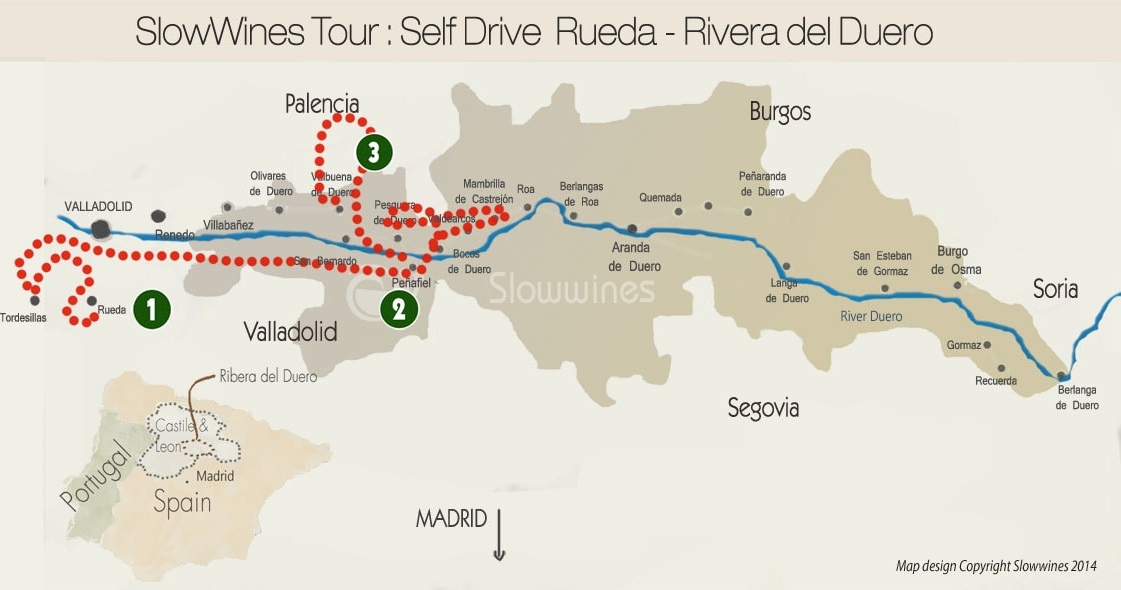 SlowWines Tour : Self Drive Rueda - Rivera del Duero
Palencia
Burgos
3
Olivares
de Duero
Valbuena
de Duero
Mambrilla
de Castrejón
Roa
Berlangas
de Roa
Quemada
Peñaranda
de Duero
VALLADOLID
Renedo
Villabañez
Pesquera
de Duero
Valdearcos
San Bernardo
Bocos
de Duero
Peñafiel
Aranda
de Duero
Langa
de Duero
San Esteban
de Gormaz
Burgo
de Osma
Soria
Slowwines
Tordesillas
Rueda
1
2
River Duero
Valladolid
Gormaz
Recuerda
Berlanga
de Duero
Segovia
Ribera del Duero
Castile &
Leon
Madrid
Portugal
Spain
MADRID
Map design Copyright Slowwines 2014